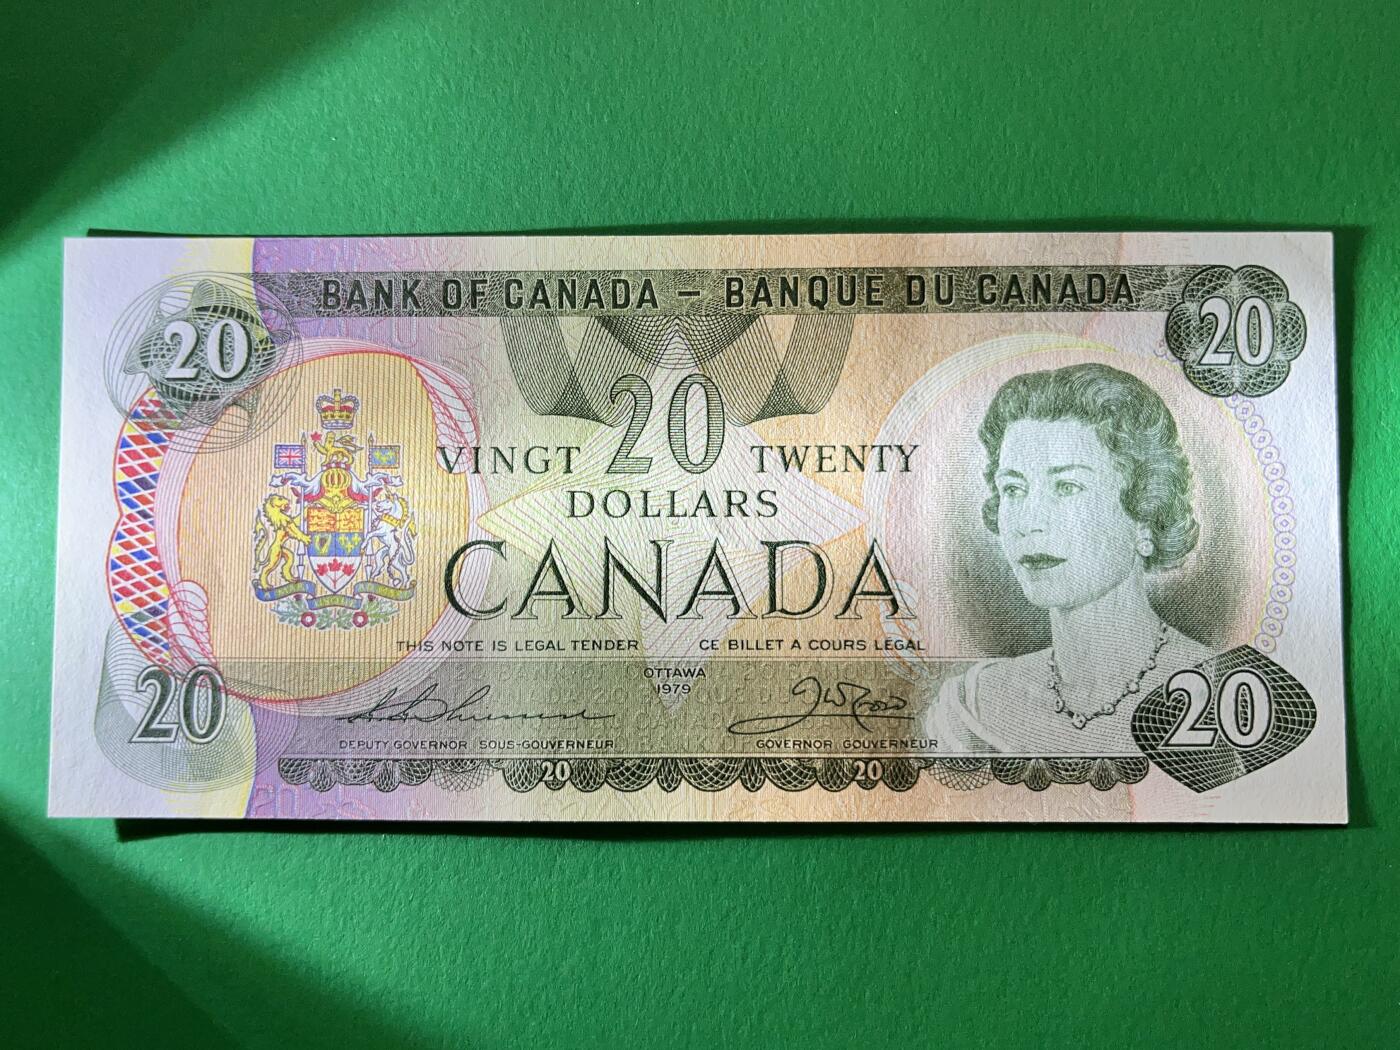 BANK OF CANADA – BANQUE DU CANADA
20
20
20
VINGT
TWENTY
DOLLARS
CANADA
THIS NOTE IS LEGAL TENDER
CE BILLET A COURS LÉGAL
OTTAWA
1979
20
20
DEPUTY GOVERNOR SOUS-GOUVERNEUR
GOVERNOR GOUVERNEUR
20
20